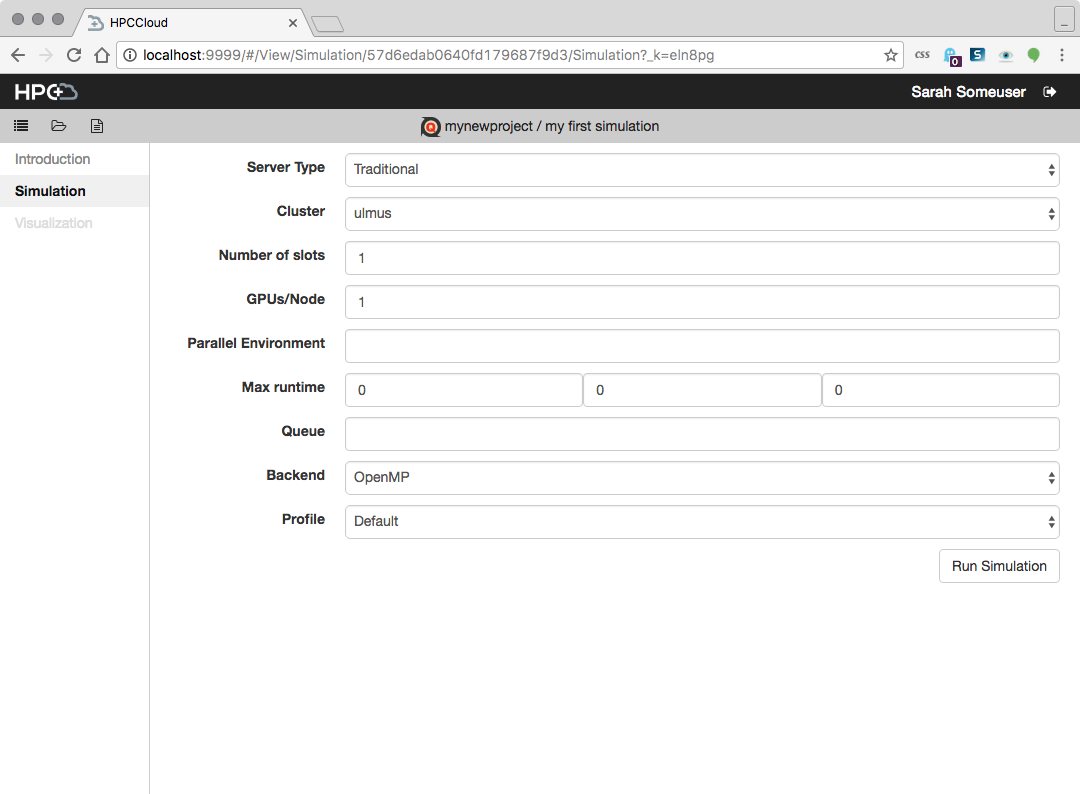 HPCCloud
localhost:9999/#/View/Simulation/57d6edab0640fd179687f9d3/Simulation?_k=eln8pg
css
0
S
HPC
Sarah Someuser
mynewproject / my first simulation
Introduction
Simulation
Visualization
Server Type Traditional
Cluster ulmus
Number of slots 1
GPUs/Node 1
Parallel Environment
Max runtime 0 0 0
Queue
Backend OpenMP
Profile Default
Run Simulation